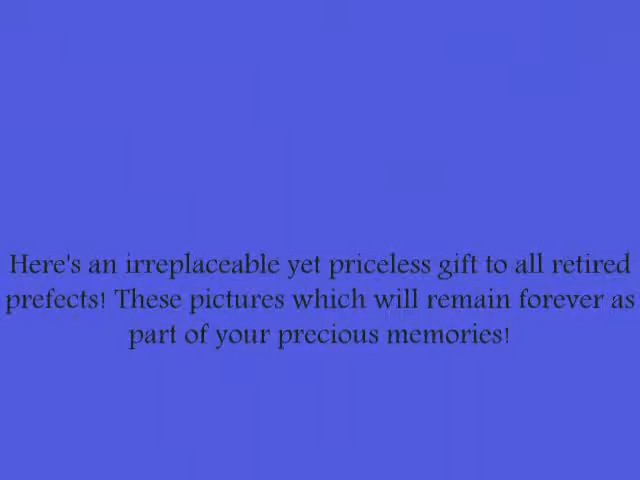 Here's an irreplaceable yet priceless gift to all retired
prefects! These pictures which will remain forever as
part of your precious memories!